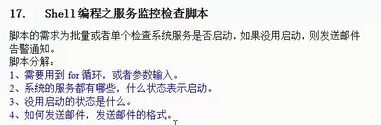 17. Shell 编程之服务监控检查脚本
脚本的需求为批量或者单个检查系统服务是否启动，如果没用启动，则发送邮件
告警通知。
脚本分解：
1、需要用到 for 循环，或者参数输入。
2、系统的服务都有哪些，什么状态表示启动。
3、没用启动的状态是什么。
4、如何发送邮件，发送邮件的格式。